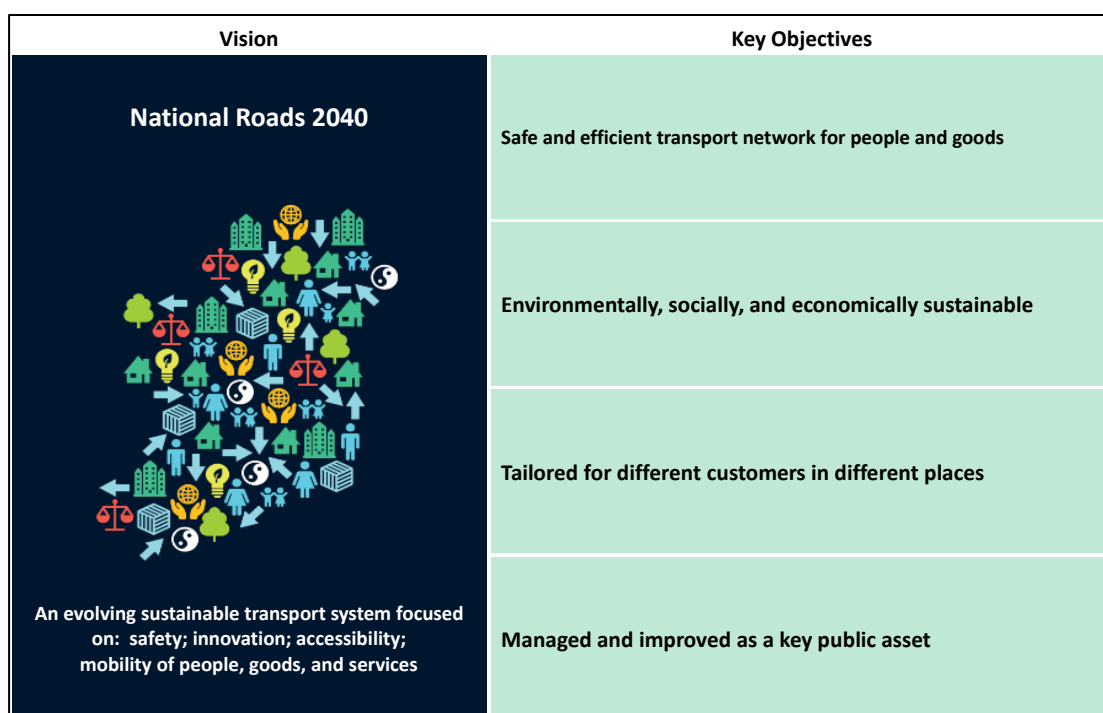 Vision
Key Objectives
National Roads 2040
An evolving sustainable transport system focused
on:  safety; innovation; accessibility;
mobility of people, goods, and services
Safe and efficient transport network for people and goods
Environmentally, socially, and economically sustainable
Tailored for different customers in different places
Managed and improved as a key public asset